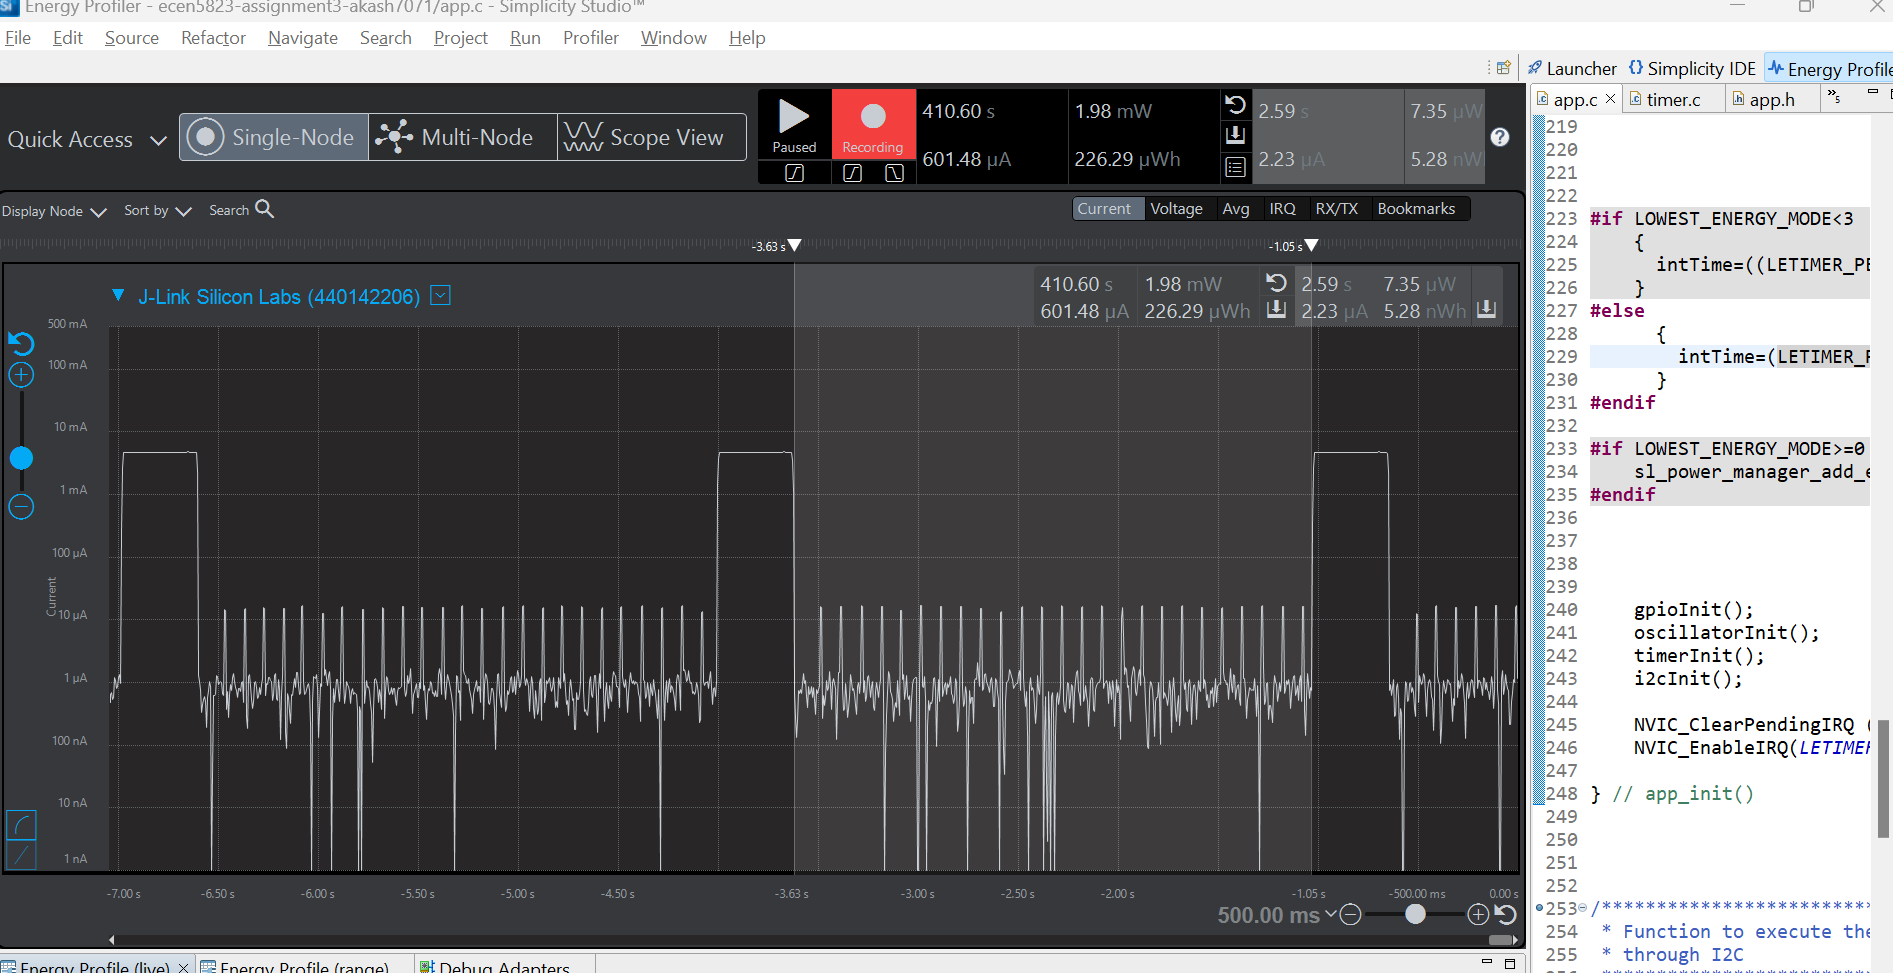 Energy Profiler - ecen5823-assignment3-akash7071/app.c - Simplicity Studio™
File Edit Source Refactor Navigate Search Project Run Profiler Window Help
Launcher {} Simplicity IDE Energy Profile
Quick Access Single-Node Multi-Node Scope View
Paused Recording
410.60 s 1.98 mW
601.48 µA 226.29 µWh
2.59 s 7.35 µW
2.23 µA 5.28 nW
?
Display Node Sort by Search
Current Voltage Avg IRQ RX/TX Bookmarks
-3.63 s -1.05 s
J-Link Silicon Labs (440142206)
410.60 s 1.98 mW 2.59 s 7.35 µW
601.48 µA 226.29 µWh 2.23 µA 5.28 nWh
500 mA
100 mA
10 mA
1 mA
100 µA
10 µA
1 µA
100 nA
10 nA
1 nA
Current
-7.00 s -6.50 s -6.00 s -5.50 s -5.00 s -4.50 s -3.63 s -3.00 s -2.50 s -2.00 s -1.05 s -500.00 ms 0.00 s
500.00 ms
Energy Profile (live) Energy Profile (range) Debug Adapters
app.c timer.c app.h »5
219
220
221
222
223 #if LOWEST_ENERGY_MODE<3
224 {
225 intTime=((LETIMER_PE
226 }
227 #else
228 {
229 intTime=(LETIMER_P
230 }
231 #endif
232
233 #if LOWEST_ENERGY_MODE>=0
234 sl_power_manager_add_e
235 #endif
236
237
238
239
240 gpioInit();
241 oscillatorInit();
242 timerInit();
243 i2cInit();
244
245 NVIC_ClearPendingIRQ (
246 NVIC_EnableIRQ(LETIMER
247
248 } // app_init()
249
250
251
252
253 /*************************
254 * Function to execute the
255 * through I2C